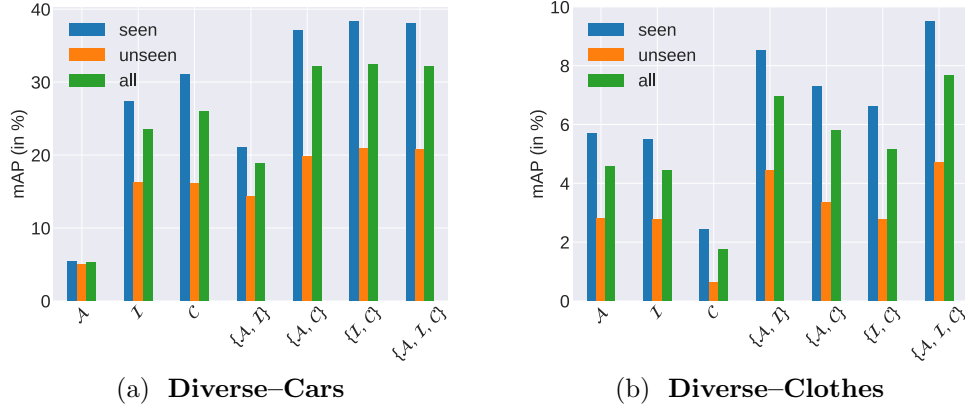 40
30
20
10
0
mAP (in %)
seen
unseen
all
𝒜
ℐ
𝒞
{𝒜, ℐ}
{𝒜, 𝒞}
{ℐ, 𝒞}
{𝒜, ℐ, 𝒞}
(a) Diverse–Cars
10
8
6
4
2
0
mAP (in %)
seen
unseen
all
𝒜
ℐ
𝒞
{𝒜, ℐ}
{𝒜, 𝒞}
{ℐ, 𝒞}
{𝒜, ℐ, 𝒞}
(b) Diverse–Clothes